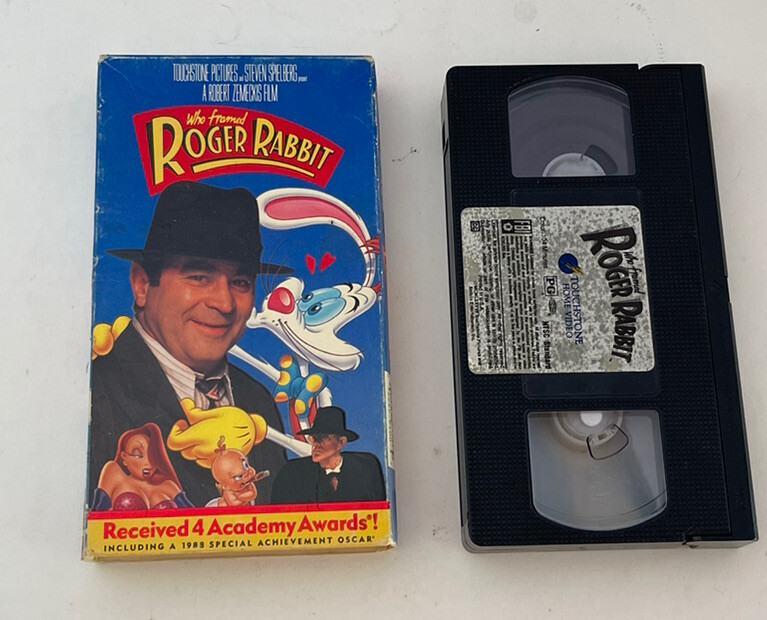 TOUCHSTONE PICTURES and STEVEN SPIELBERG present
A ROBERT ZEMECKIS FILM
Who Framed
ROGER RABBIT
Received 4 Academy Awards®!
INCLUDING A 1988 SPECIAL ACHIEVEMENT OSCAR®
Who Framed
ROGER RABBIT
TOUCHSTONE
HOME VIDEO
PG